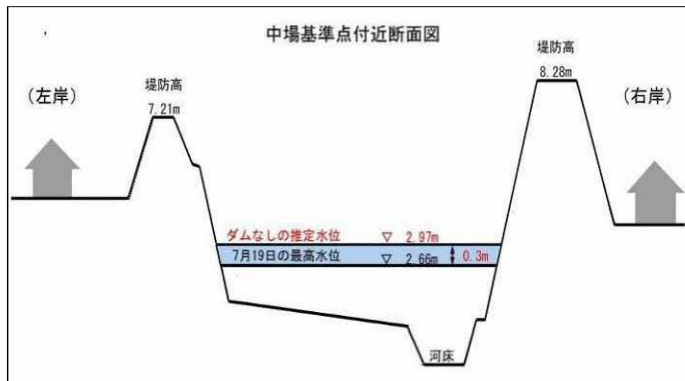 中場基準点付近断面図
堤防高
8.28m
(左岸)
堤防高
7.21m
(右岸)
ダムなしの推定水位 ▽ 2.97m
7月19日の最高水位 ▽ 2.66m
0.3m
河床